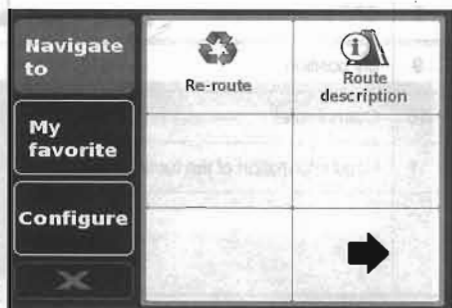 Navigate
to
My
favorite
Configure
Re-route
Route
description